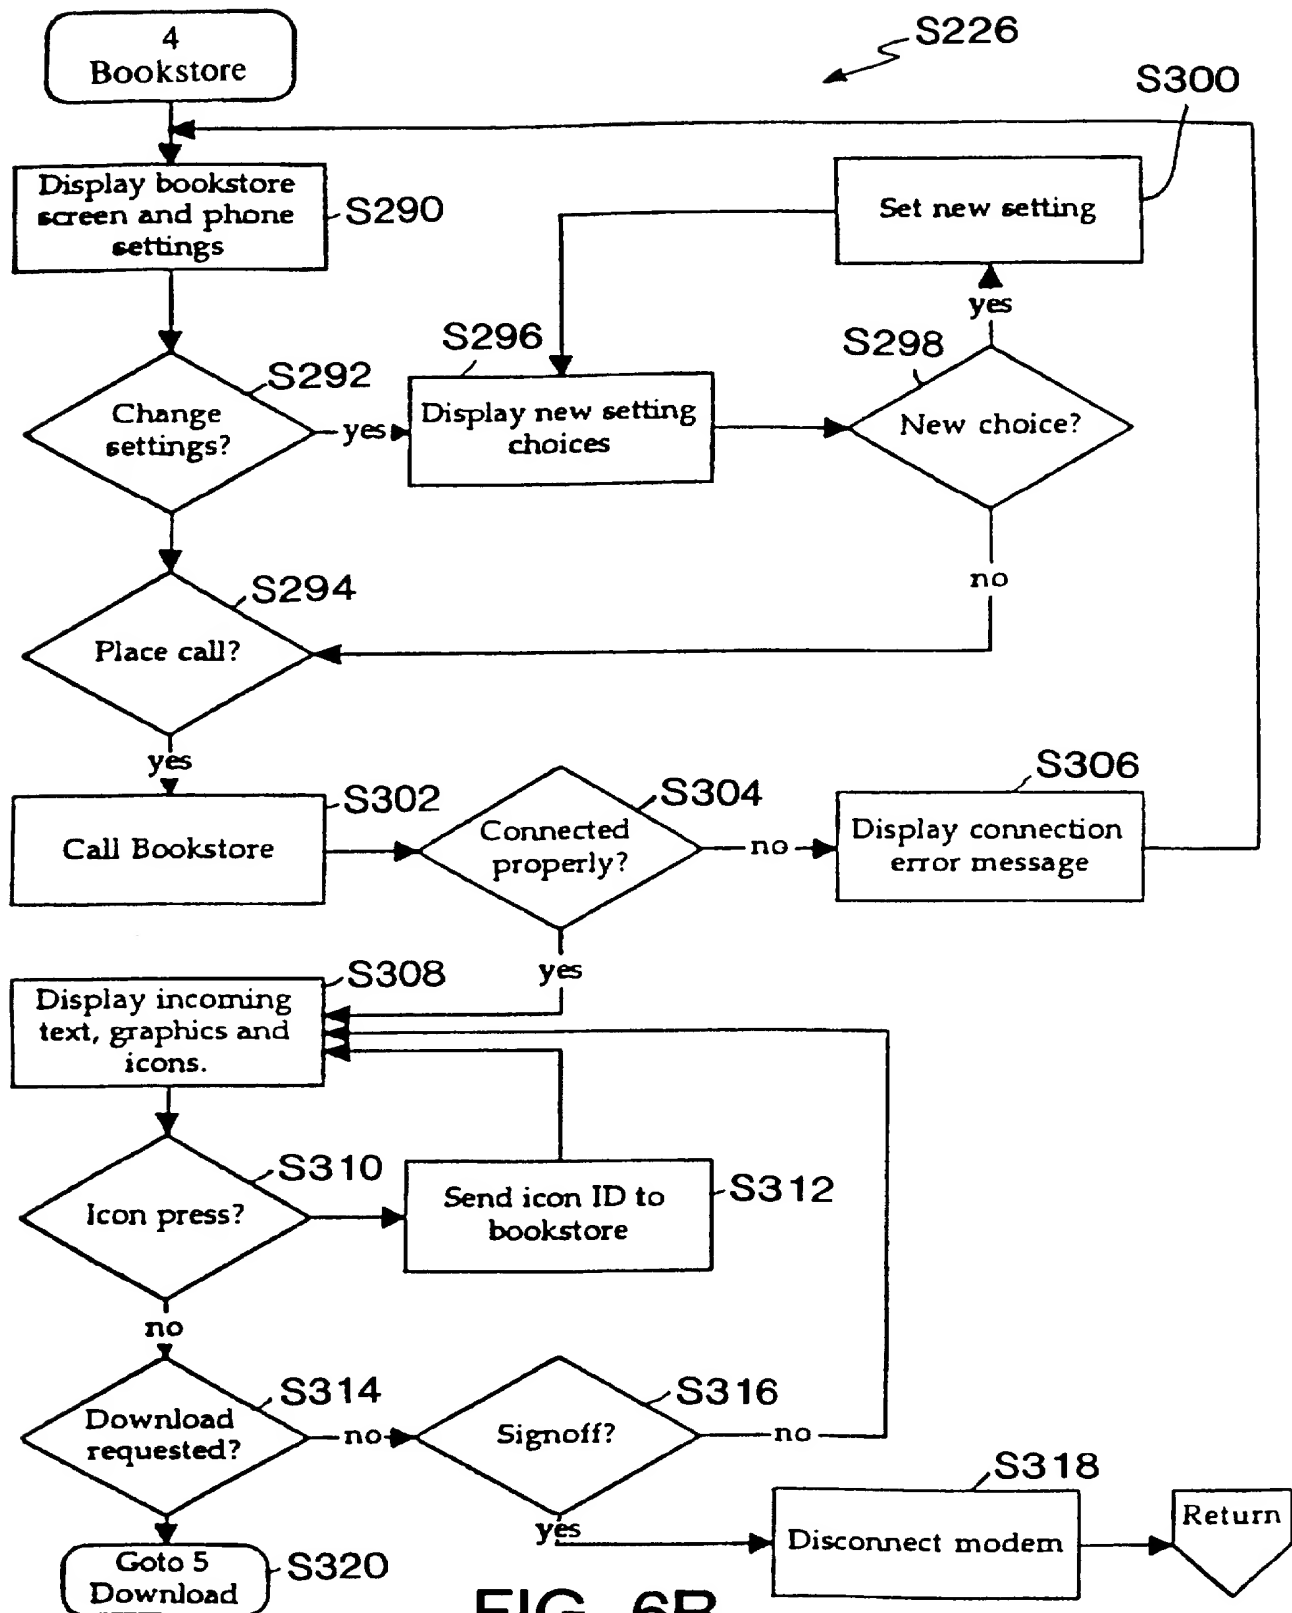 4
Bookstore
S226
S300
Display bookstore
screen and phone
settings
S290
Set new setting
yes
S296
S298
S292
Change
settings?
yes
Display new setting
choices
New choice?
no
S294
Place call?
yes
S302
Call Bookstore
S304
Connected
properly?
no
S306
Display connection
error message
yes
S308
Display incoming
text, graphics and
icons.
S310
Icon press?
Send icon ID to
bookstore
S312
no
S314
Download
requested?
no
S316
Signoff?
no
yes
S318
Disconnect modem
Return
Goto 5
Download
S320